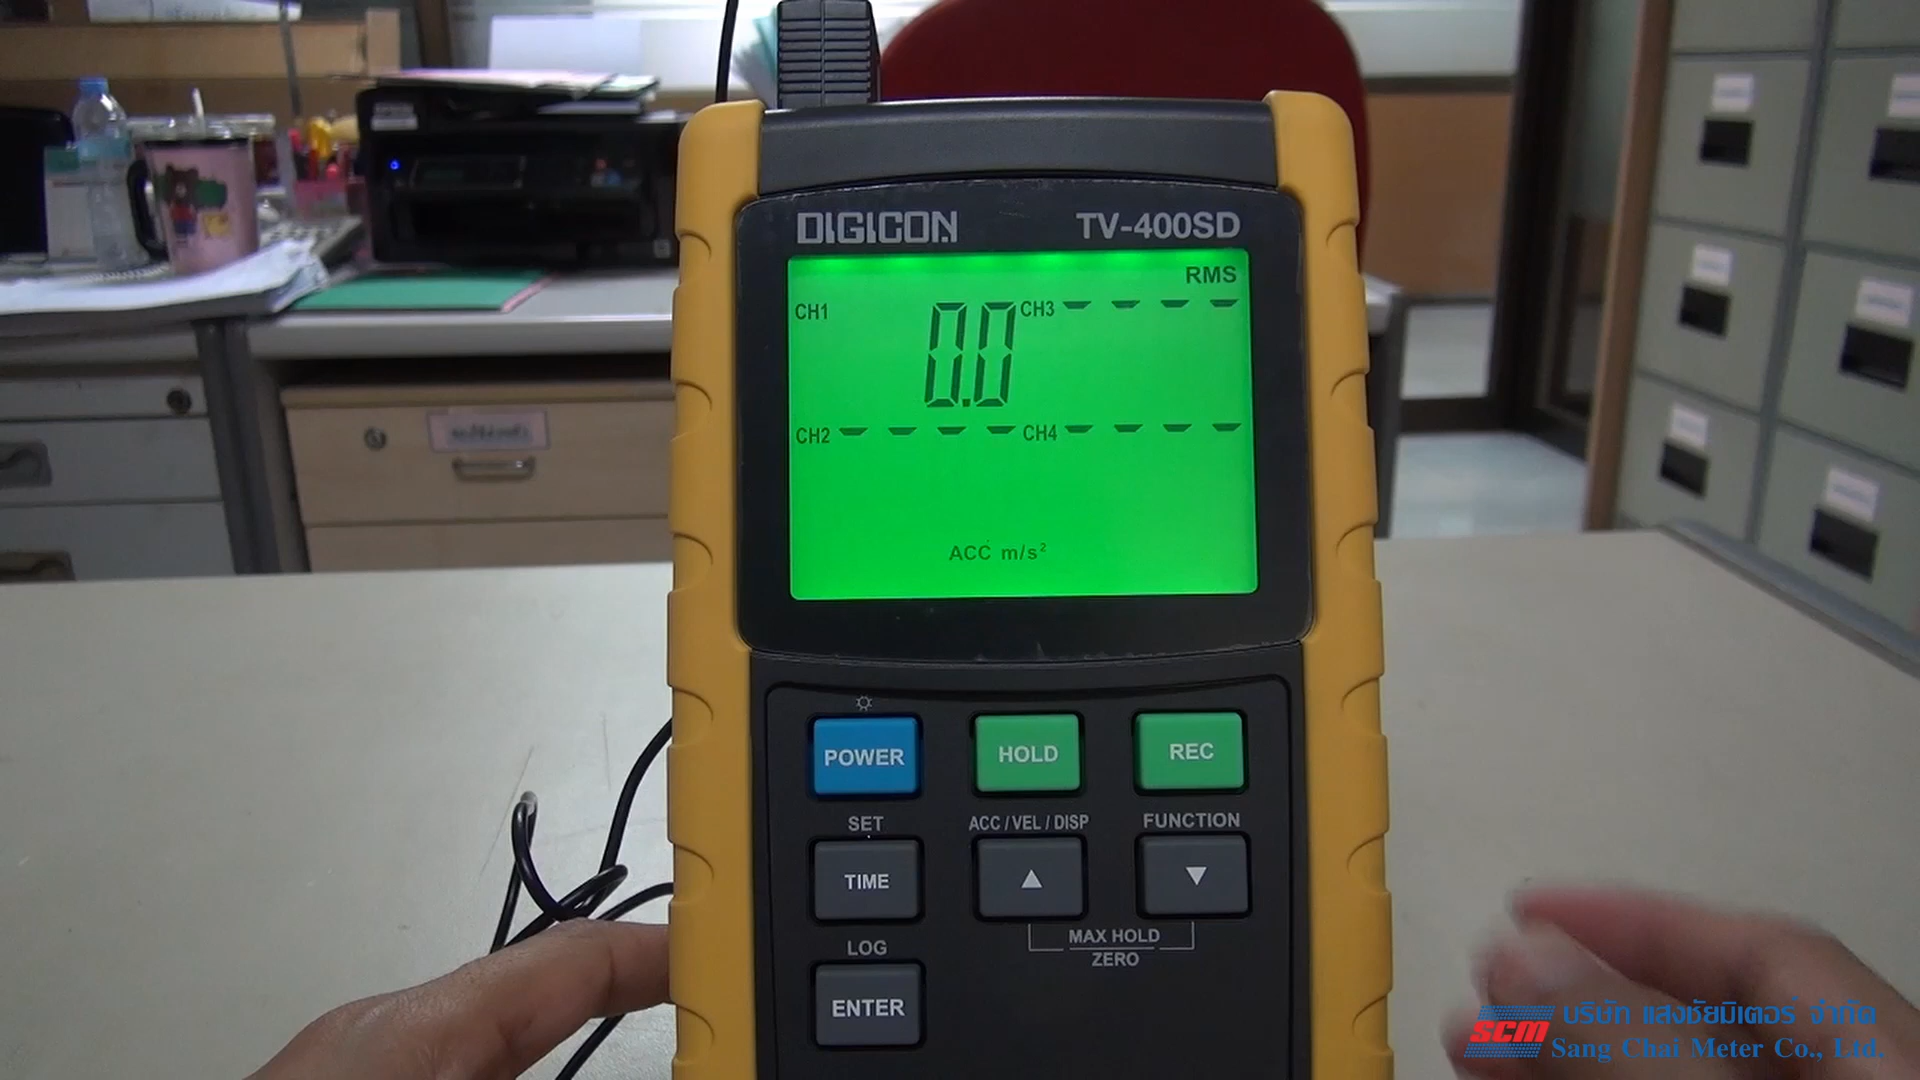 DIGICON TV-400SD
RMS
CH1 0.0 CH3 - - - -
CH2 - - - - CH4 - - - -
ACC m/s²
POWER HOLD REC
SET ACC / VEL / DISP FUNCTION
TIME ▲ ▼
LOG MAX HOLD
ZERO
ENTER
SCM บริษัท แสงชัยมิเตอร์ จำกัด
Sang Chai Meter Co., Ltd.